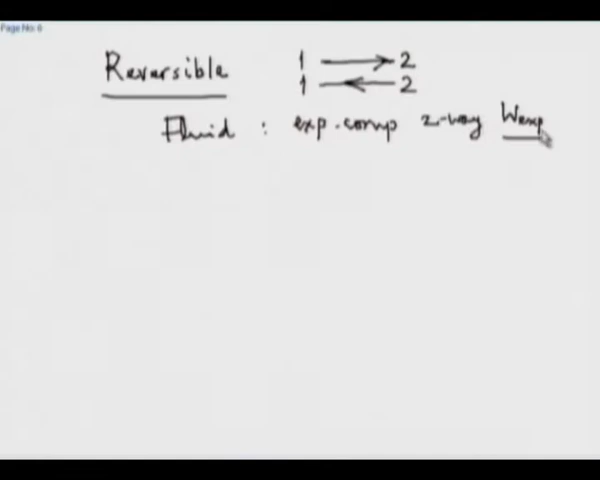 Page No: 6
Reversible 1 → 2
1 ← 2
Fluid : exp. comp 2-way Wexp